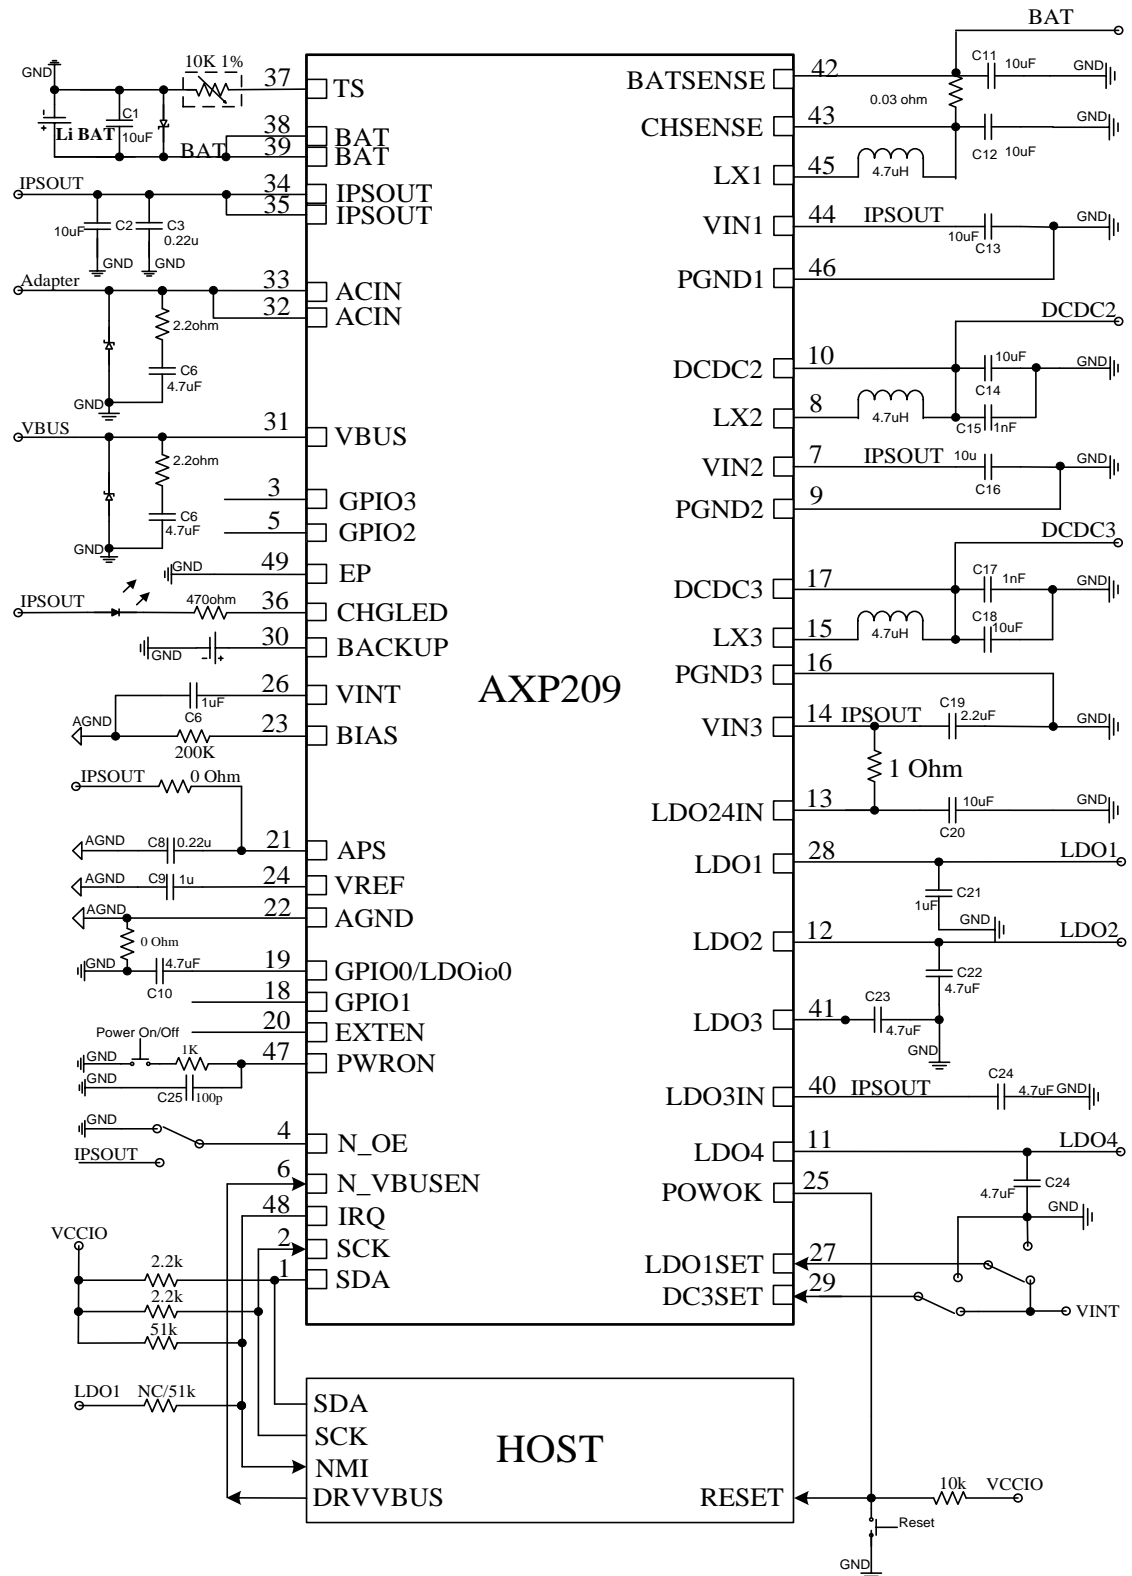 BAT
GND
10K 1%
37
TS
C1
10uF
Li BAT
38
BAT
BAT
39
BAT
IPSOUT
34
IPSOUT
35
IPSOUT
10uF
C2
C3
0.22u
GND
GND
Adapter
33
ACIN
32
ACIN
2.2ohm
C6
4.7uF
GND
VBUS
31
VBUS
2.2ohm
3
GPIO3
C6
4.7uF
5
GPIO2
GND
49
GND
EP
IPSOUT
470ohm
36
CHGLED
GND
30
BACKUP
26
VINT
1uF
C6
AGND
23
BIAS
200K
IPSOUT
0 Ohm
AGND
C8
0.22u
21
APS
AGND
C9
1u
24
VREF
AGND
22
AGND
0 Ohm
GND
4.7uF
C10
19
GPIO0/LDOio0
18
GPIO1
20
EXTEN
Power On/Off
GND
1K
47
PWRON
GND
C25
100p
GND
4
N_OE
IPSOUT
6
N_VBUSEN
48
IRQ
VCCIO
2
SCK
2.2k
1
SDA
2.2k
51k
LDO1
NC/51k
AXP209
BATSENSE
42
C11
10uF
GND
0.03 ohm
CHSENSE
43
GND
C12
10uF
LX1
45
4.7uH
VIN1
44
IPSOUT
10uF
C13
GND
PGND1
46
DCDC2
DCDC2
10
10uF
C14
GND
LX2
8
4.7uH
C15
1nF
VIN2
7
IPSOUT
10u
C16
GND
PGND2
9
DCDC3
DCDC3
17
C17
1nF
GND
LX3
15
4.7uH
C18
10uF
PGND3
16
VIN3
14
IPSOUT
C19
2.2uF
GND
1 Ohm
LDO24IN
13
10uF
C20
GND
LDO1
28
LDO1
C21
1uF
GND
LDO2
12
LDO2
C22
4.7uF
LDO3
41
C23
4.7uF
GND
LDO3IN
40
IPSOUT
C24
4.7uF
GND
LDO4
11
LDO4
C24
4.7uF
POWOK
25
GND
LDO1SET
27
DC3SET
29
VINT
SDA
SCK
NMI
DRVVBUS
HOST
RESET
10k
VCCIO
Reset
GND